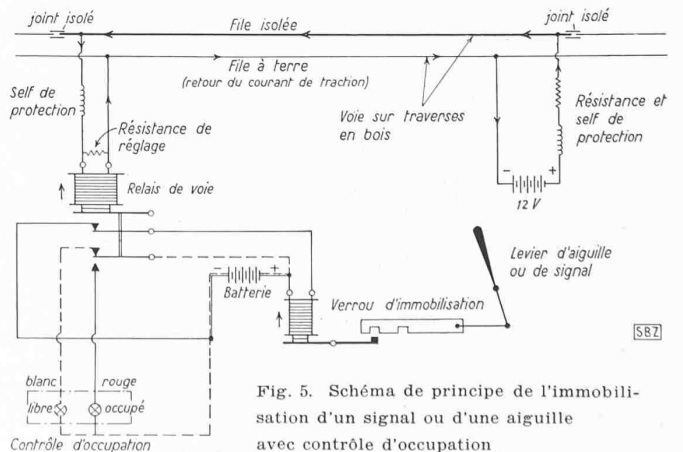 joint isolé
File isolée
joint isolé
File à terre
(retour du courant de traction)
Self de
protection
Résistance de
réglage
Voie sur traverses
en bois
Résistance et
self de
protection
- +
12 V
Relais de voie
Levier d'aiguille
ou de signal
- +
Batterie
Verrou d'immobilisation
SBZ
blanc rouge
libre occupé
Contrôle d'occupation
Fig. 5. Schéma de principe de l'immobili-
sation d'un signal ou d'une aiguille
avec contrôle d'occupation